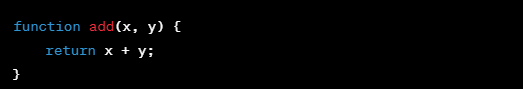 function add(x, y) {
    return x + y;
}